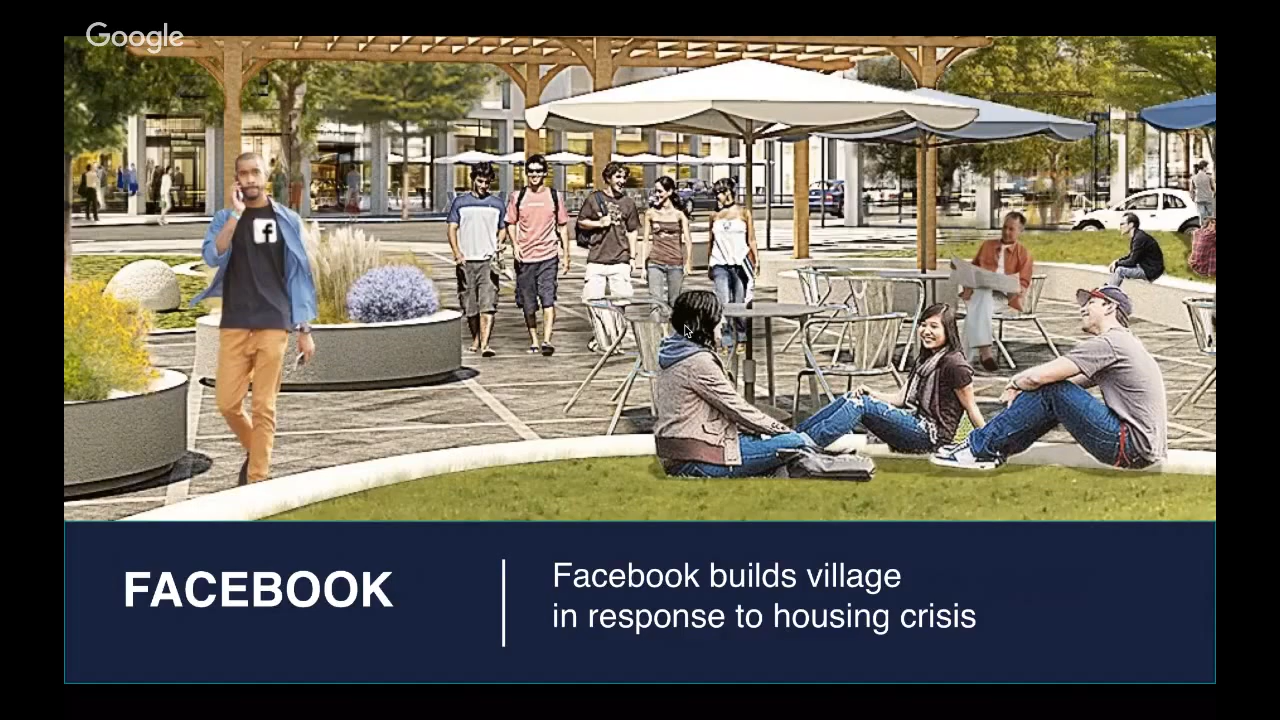 Google
f
FACEBOOK
Facebook builds village
in response to housing crisis